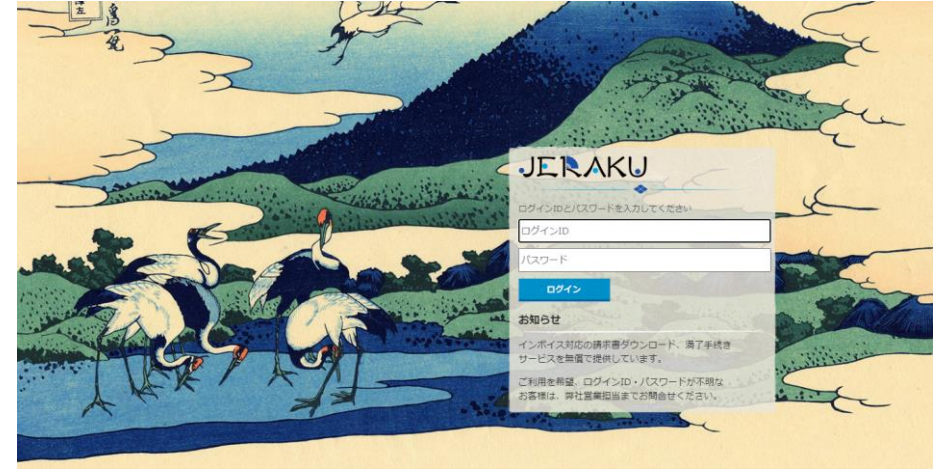 JERAKU
ログインIDとパスワードを入力してください
ログインID
パスワード
ログイン
お知らせ
インボイス対応の請求書ダウンロード、満了手続き
サービスを無償で提供しています。
ご利用を希望、ログインID・パスワードが不明な
お客様は、弊社営業担当までお問合せください。